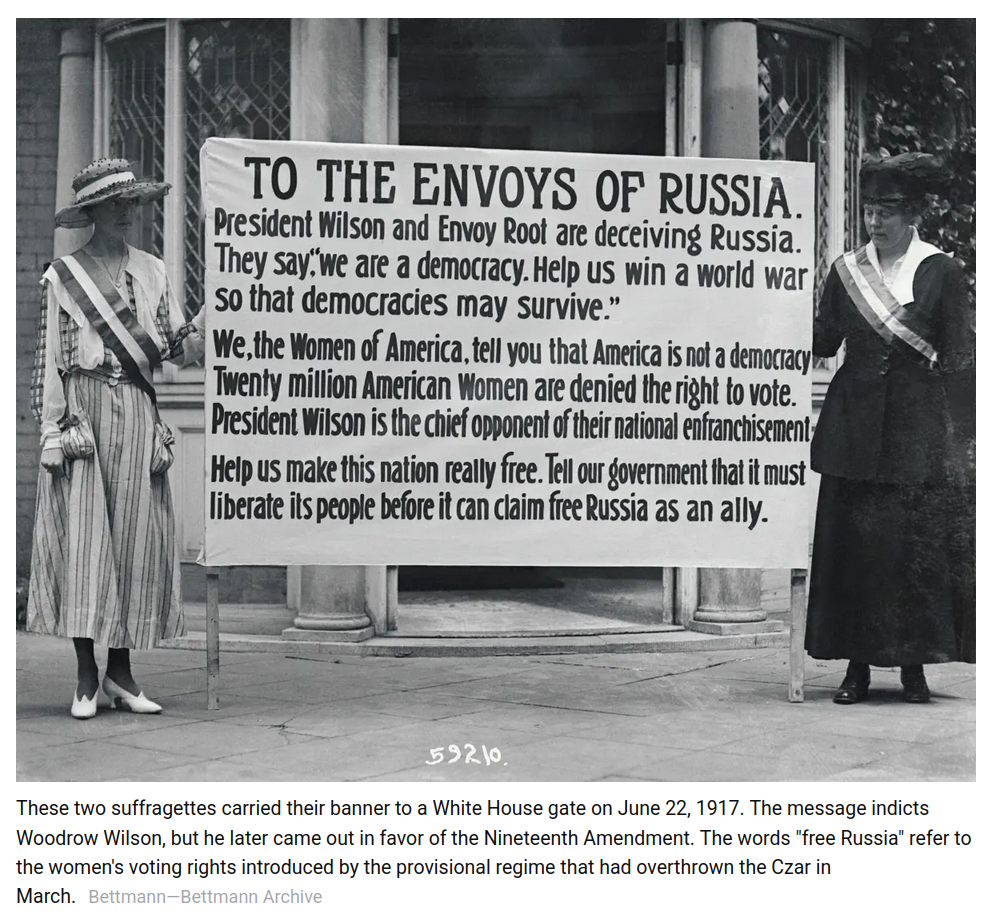 TO THE ENVOYS OF RUSSIA.
President Wilson and Envoy Root are deceiving Russia.
They say,“we are a democracy. Help us win a world war
so that democracies may survive.”
We, the Women of America, tell you that America is not a democracy
Twenty million American Women are denied the right to vote.
President Wilson is the chief opponent of their national enfranchisement
Help us make this nation really free. Tell our government that it must
liberate its people before it can claim free Russia as an ally.
59210.
These two suffragettes carried their banner to a White House gate on June 22, 1917. The message indicts
Woodrow Wilson, but he later came out in favor of the Nineteenth Amendment. The words "free Russia" refer to
the women's voting rights introduced by the provisional regime that had overthrown the Czar in
March. Bettmann—Bettmann Archive